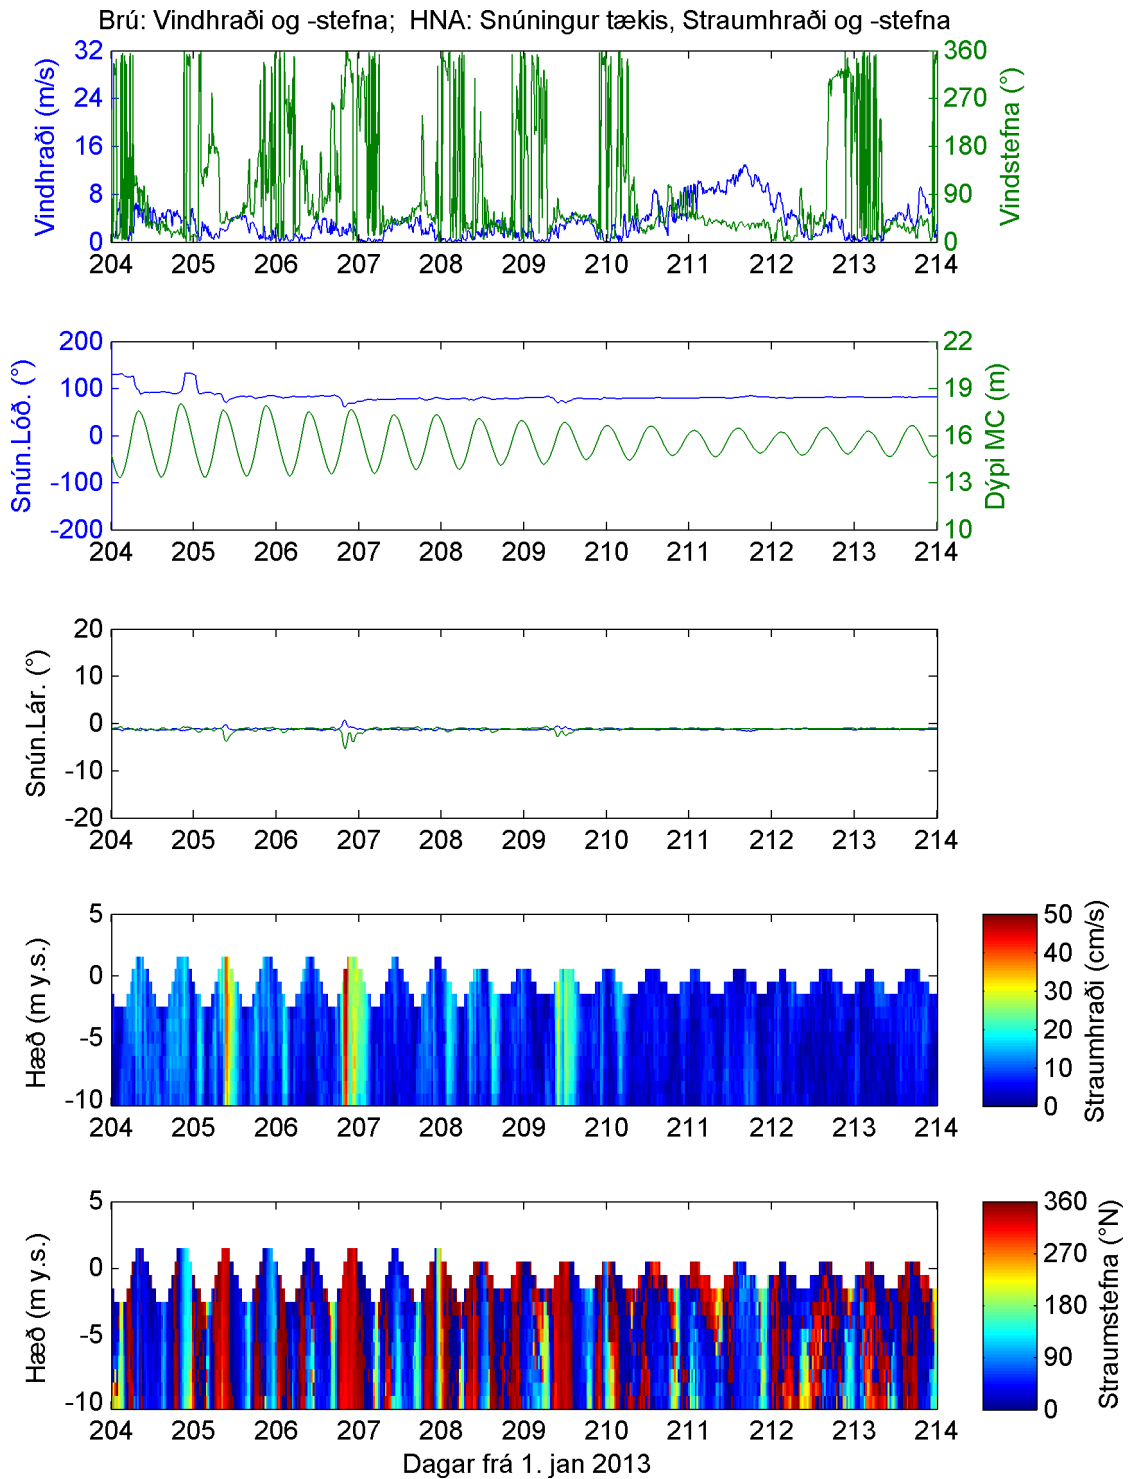 Brú: Vindhraði og -stefna;  HNA: Snúningur tækis, Straumhraði og -stefna
Vindhraði (m/s)
32
24
16
8
0
360
270
180
90
0
Vindstefna (°)
204 205 206 207 208 209 210 211 212 213 214
Snún.Lóð. (°)
200
100
0
-100
-200
22
19
16
13
10
Dýpi MC (m)
204 205 206 207 208 209 210 211 212 213 214
Snún.Lár. (°)
20
10
0
-10
-20
204 205 206 207 208 209 210 211 212 213 214
Hæð (m y.s.)
5
0
-5
-10
204 205 206 207 208 209 210 211 212 213 214
50
40
30
20
10
0
Straumhraði (cm/s)
Hæð (m y.s.)
5
0
-5
-10
204 205 206 207 208 209 210 211 212 213 214
360
270
180
90
0
Straumstefna (°N)
Dagar frá 1. jan 2013